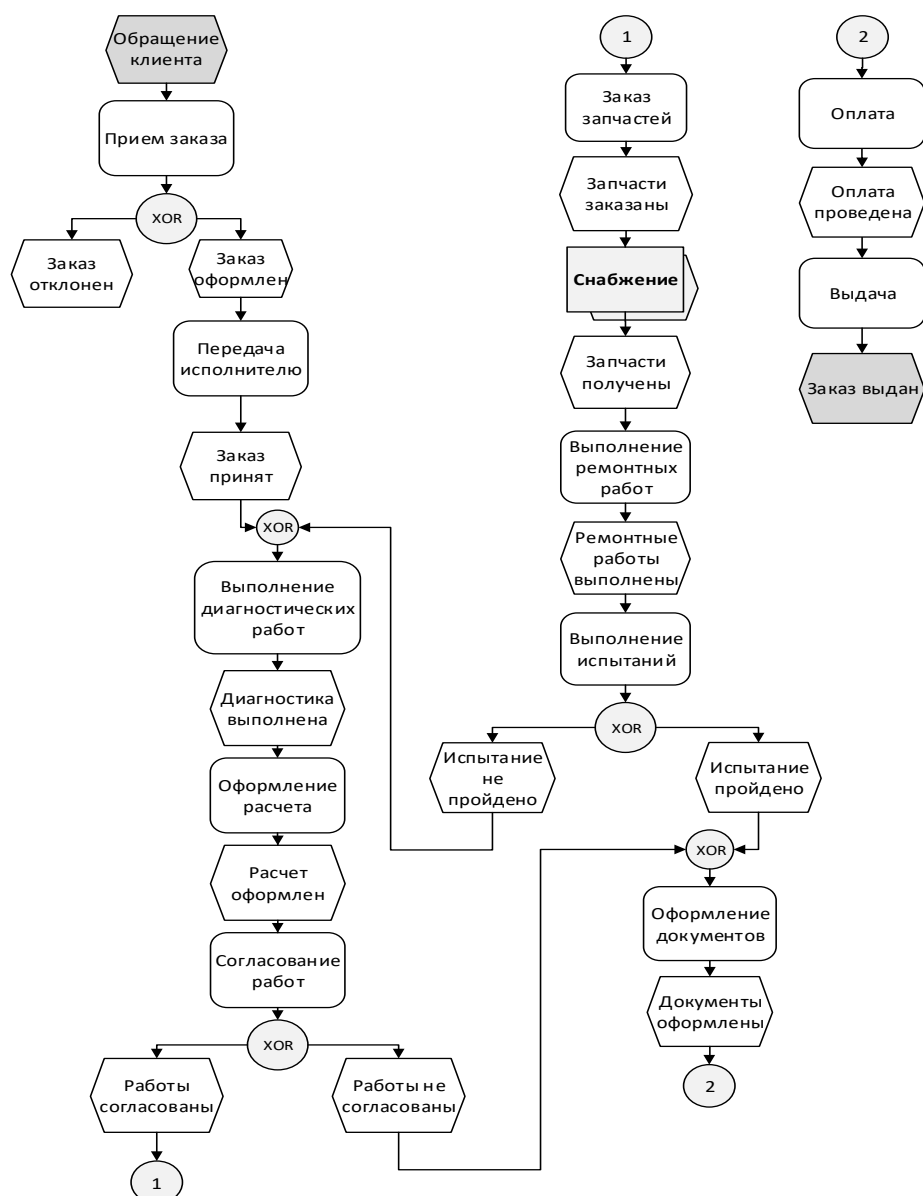 Обращение
клиента
Прием заказа
XOR
Заказ
отклонен
Заказ
оформлен
Передача
исполнителю
Заказ
принят
XOR
Выполнение
диагностических
работ
Диагностика
выполнена
Оформление
расчета
Расчет
оформлен
Согласование
работ
XOR
Работы
согласованы
Работы не
согласованы
1
1
Заказ
запчастей
Запчасти
заказаны
Снабжение
Запчасти
получены
Выполнение
ремонтных
работ
Ремонтные
работы
выполнены
Выполнение
испытаний
XOR
Испытание
не
пройдено
Испытание
пройдено
XOR
Оформление
документов
Документы
оформлены
2
2
Оплата
Оплата
проведена
Выдача
Заказ выдан